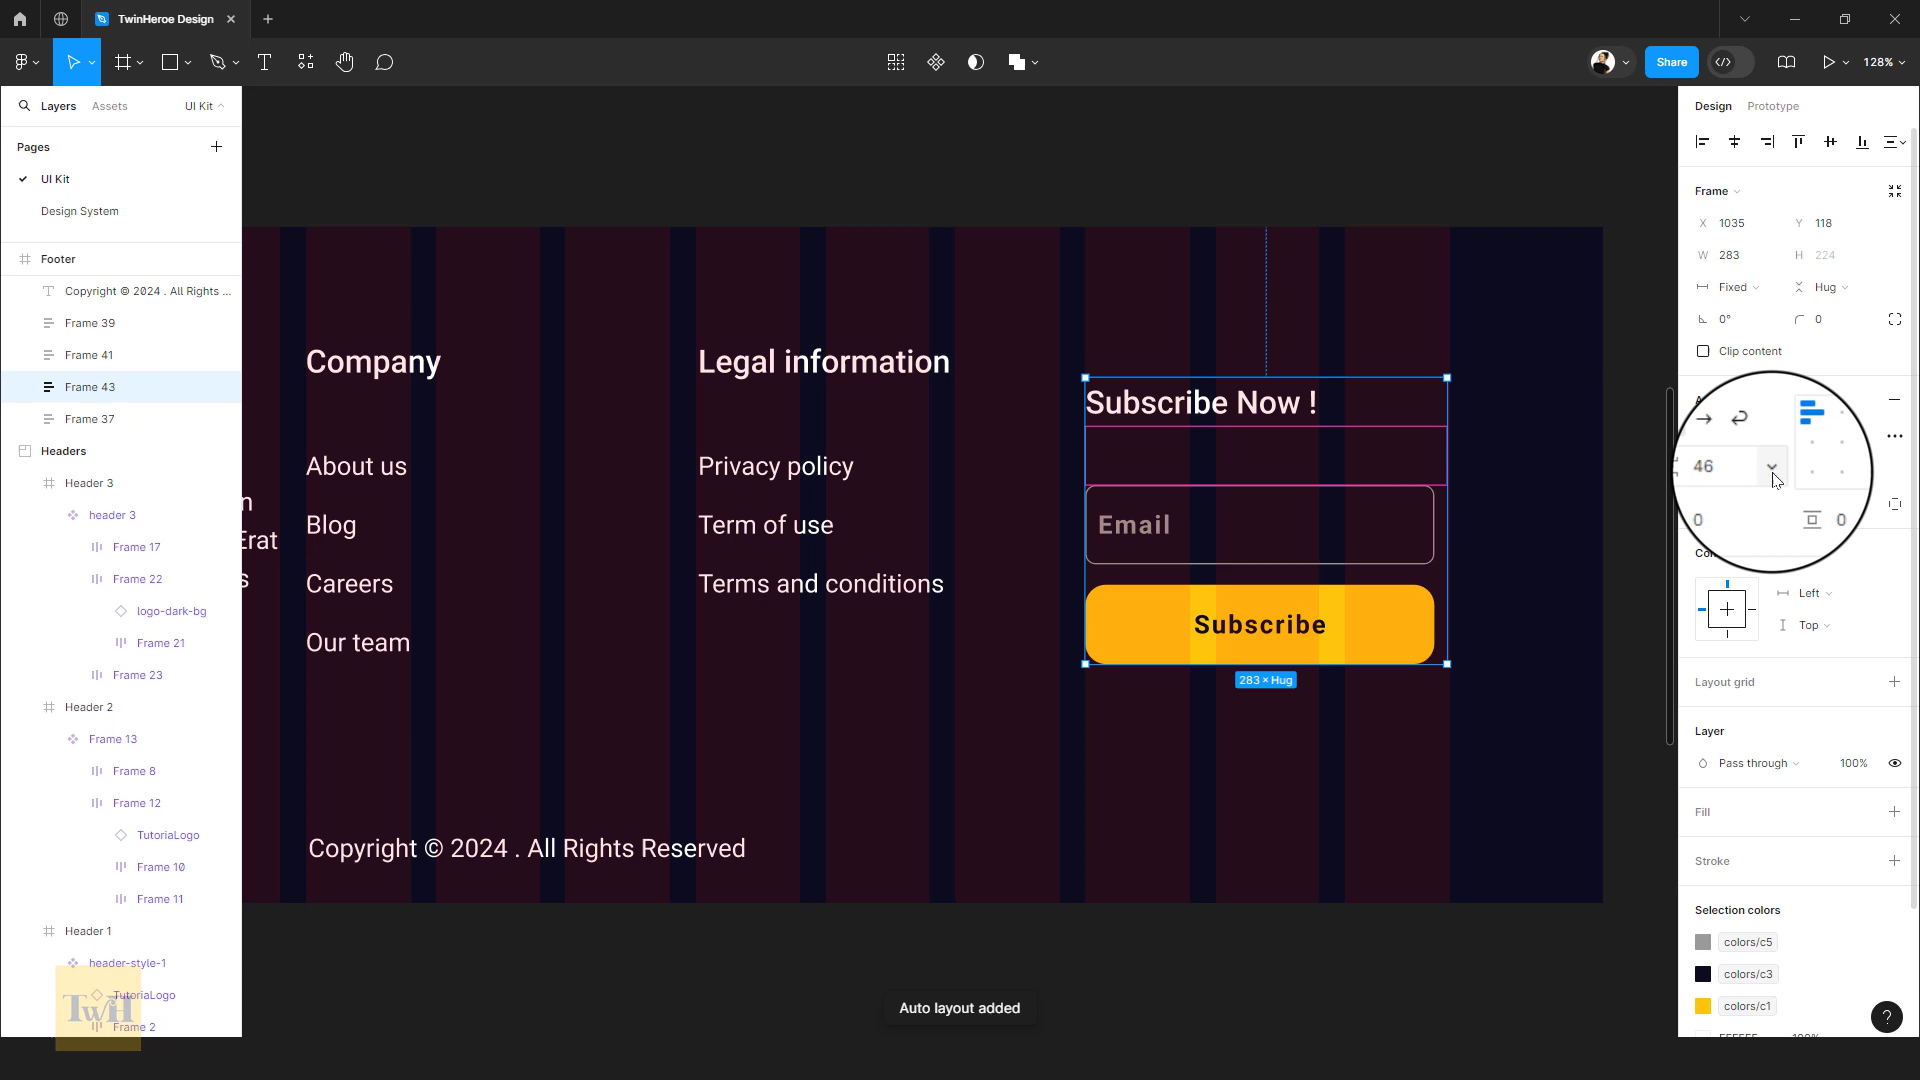 TwinHeroe Design
Share
128%
Layers
Assets
UI Kit
Pages
UI Kit
Design System
Footer
Copyright © 2024 . All Rights ...
Frame 39
Frame 41
Frame 43
Frame 37
Headers
Header 3
header 3
Frame 17
Frame 22
logo-dark-bg
Frame 21
Frame 23
Header 2
Frame 13
Frame 8
Frame 12
TutoriaLogo
Frame 10
Frame 11
Header 1
header-style-1
TutoriaLogo
Frame 2
TwH
Company
About us
Blog
Careers
Our team
Erat
Legal information
Privacy policy
Term of use
Terms and conditions
Subscribe Now !
Email
Subscribe
283 × Hug
Copyright © 2024 . All Rights Reserved
Auto layout added
Design
Prototype
Frame
X 1035
Y 118
W 283
H 224
Fixed
Hug
0°
0
Clip content
46
0
0
Left
Top
Layout grid
Layer
Pass through
100%
Fill
Stroke
Selection colors
colors/c5
colors/c3
colors/c1
?